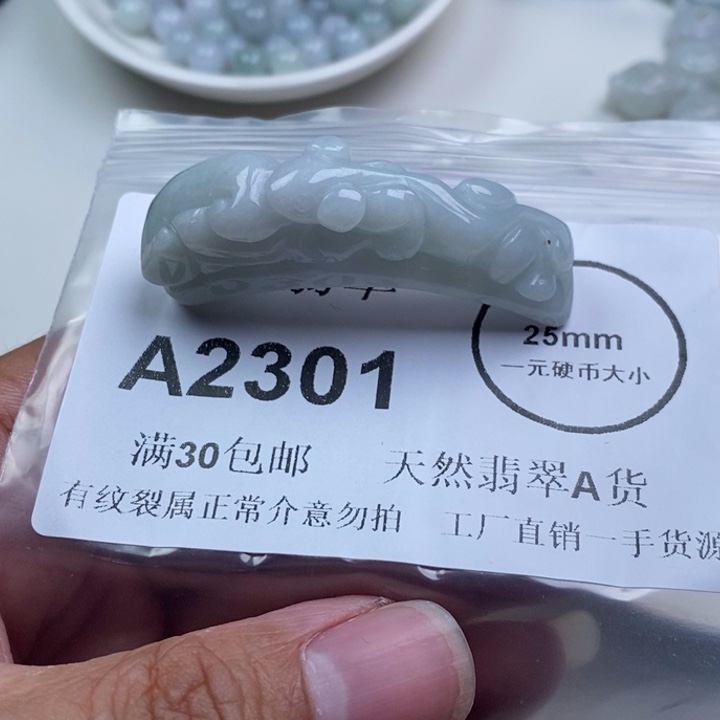 A2301
25mm
一元硬币大小
满30包邮 天然翡翠A货
有纹裂属正常介意勿拍 工厂直销一手货源